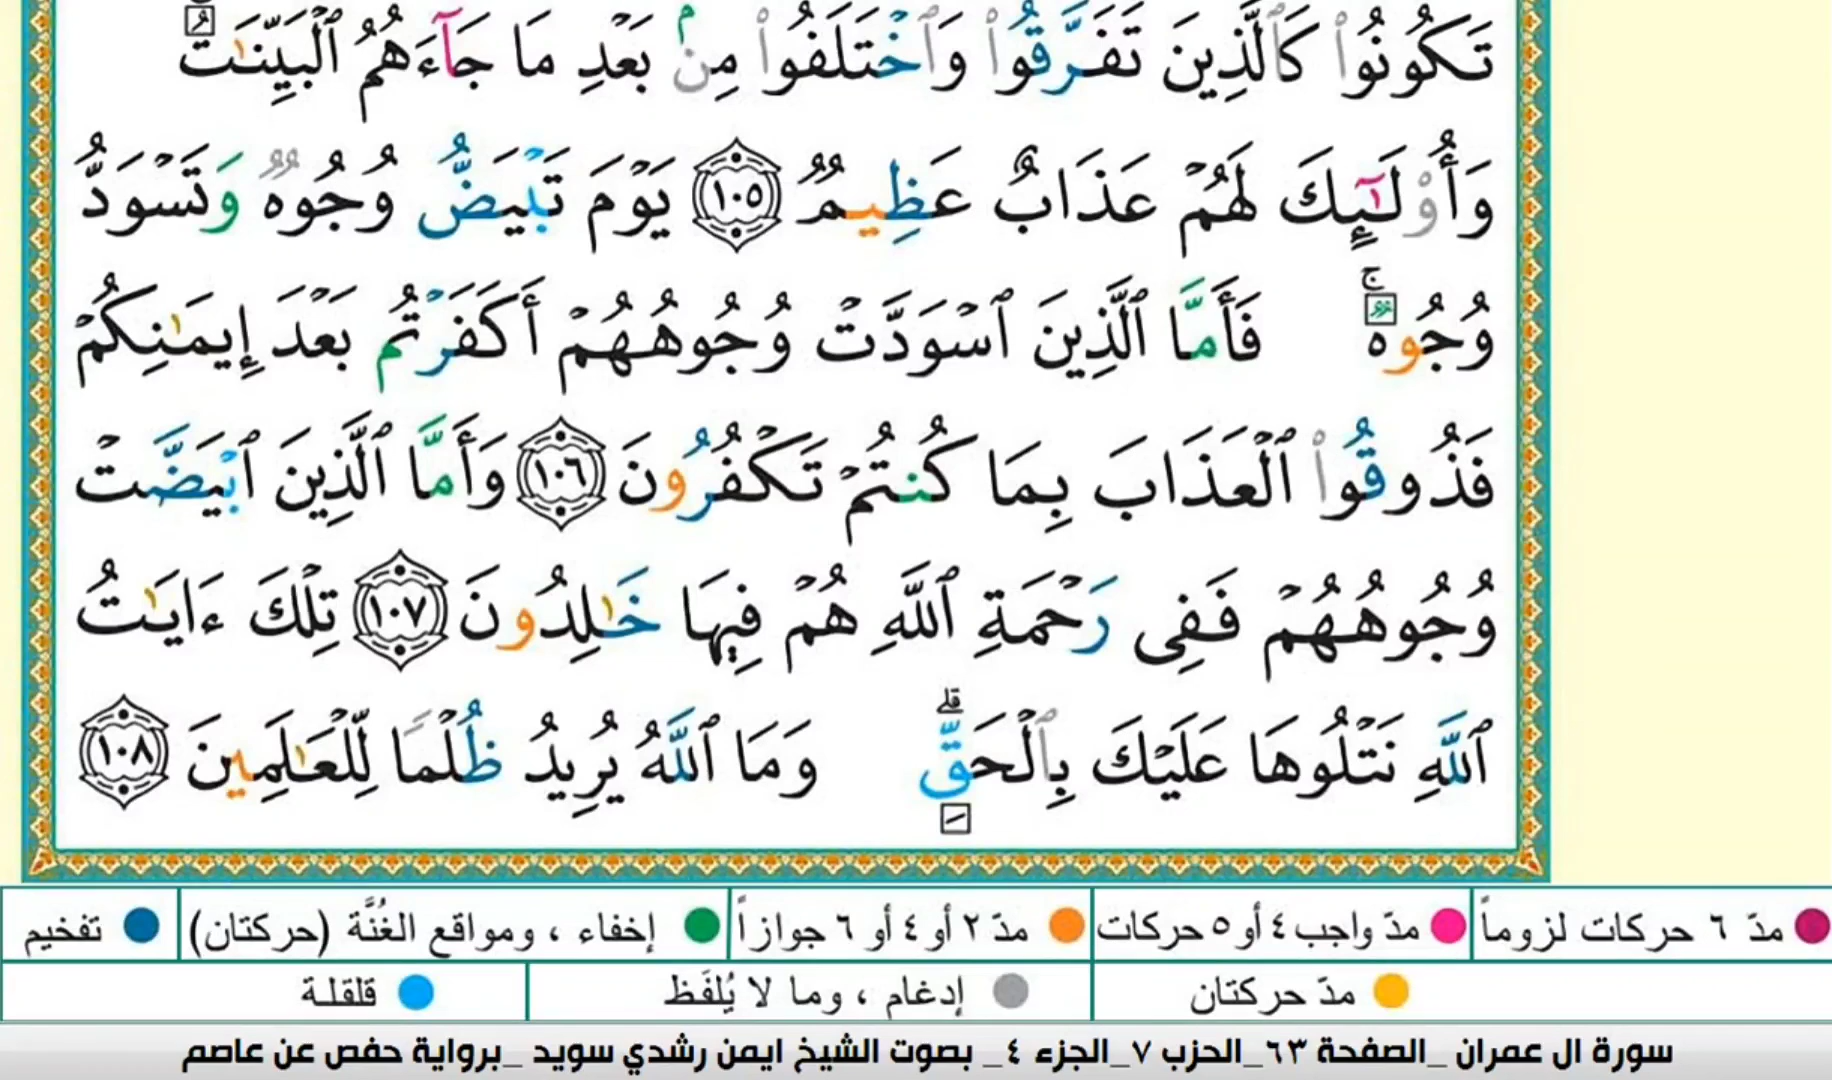 تَكُونُوا۟ كَٱلَّذِينَ تَفَرَّقُوا۟ وَٱخْتَلَفُوا۟ مِنۢ بَعْدِ مَا جَآءَهُمُ ٱلْبَيِّنَـٰتُ
وَأُو۟لَـٰٓئِكَ لَهُمْ عَذَابٌ عَظِيمٌ ١٠٥ يَوْمَ تَبْيَضُّ وُجُوهٌ وَتَسْوَدُّ
وُجُوهٌ ۚ فَأَمَّا ٱلَّذِينَ ٱسْوَدَّتْ وُجُوهُهُمْ أَكَفَرْتُم بَعْدَ إِيمَـٰنِكُمْ
فَذُوقُوا۟ ٱلْعَذَابَ بِمَا كُنتُمْ تَكْفُرُونَ ١٠٦ وَأَمَّا ٱلَّذِينَ ٱبْيَضَّتْ
وُجُوهُهُمْ فَفِى رَحْمَةِ ٱللَّهِ هُمْ فِيهَا خَـٰلِدُونَ ١٠٧ تِلْكَ ءَايَـٰتُ
ٱللَّهِ نَتْلُوهَا عَلَيْكَ بِٱلْحَقِّ ۗ وَمَا ٱللَّهُ يُرِيدُ ظُلْمًا لِّلْعَـٰلَمِينَ ١٠٨
مدّ ٦ حركات لزوماً مدّ واجب ٤ أو ٥ حركات مدّ ٢ أو ٤ أو ٦ جوازاً إخفاء ، ومواقع الغُنَّة (حركتان) تفخيم
مدّ حركتان إدغام ، وما لا يُلفَظ قلقلة
سورة ال عمران _الصفحة ٦٣_الحزب ٧_الجزء ٤_ بصوت الشيخ ايمن رشدي سويد _برواية حفص عن عاصم